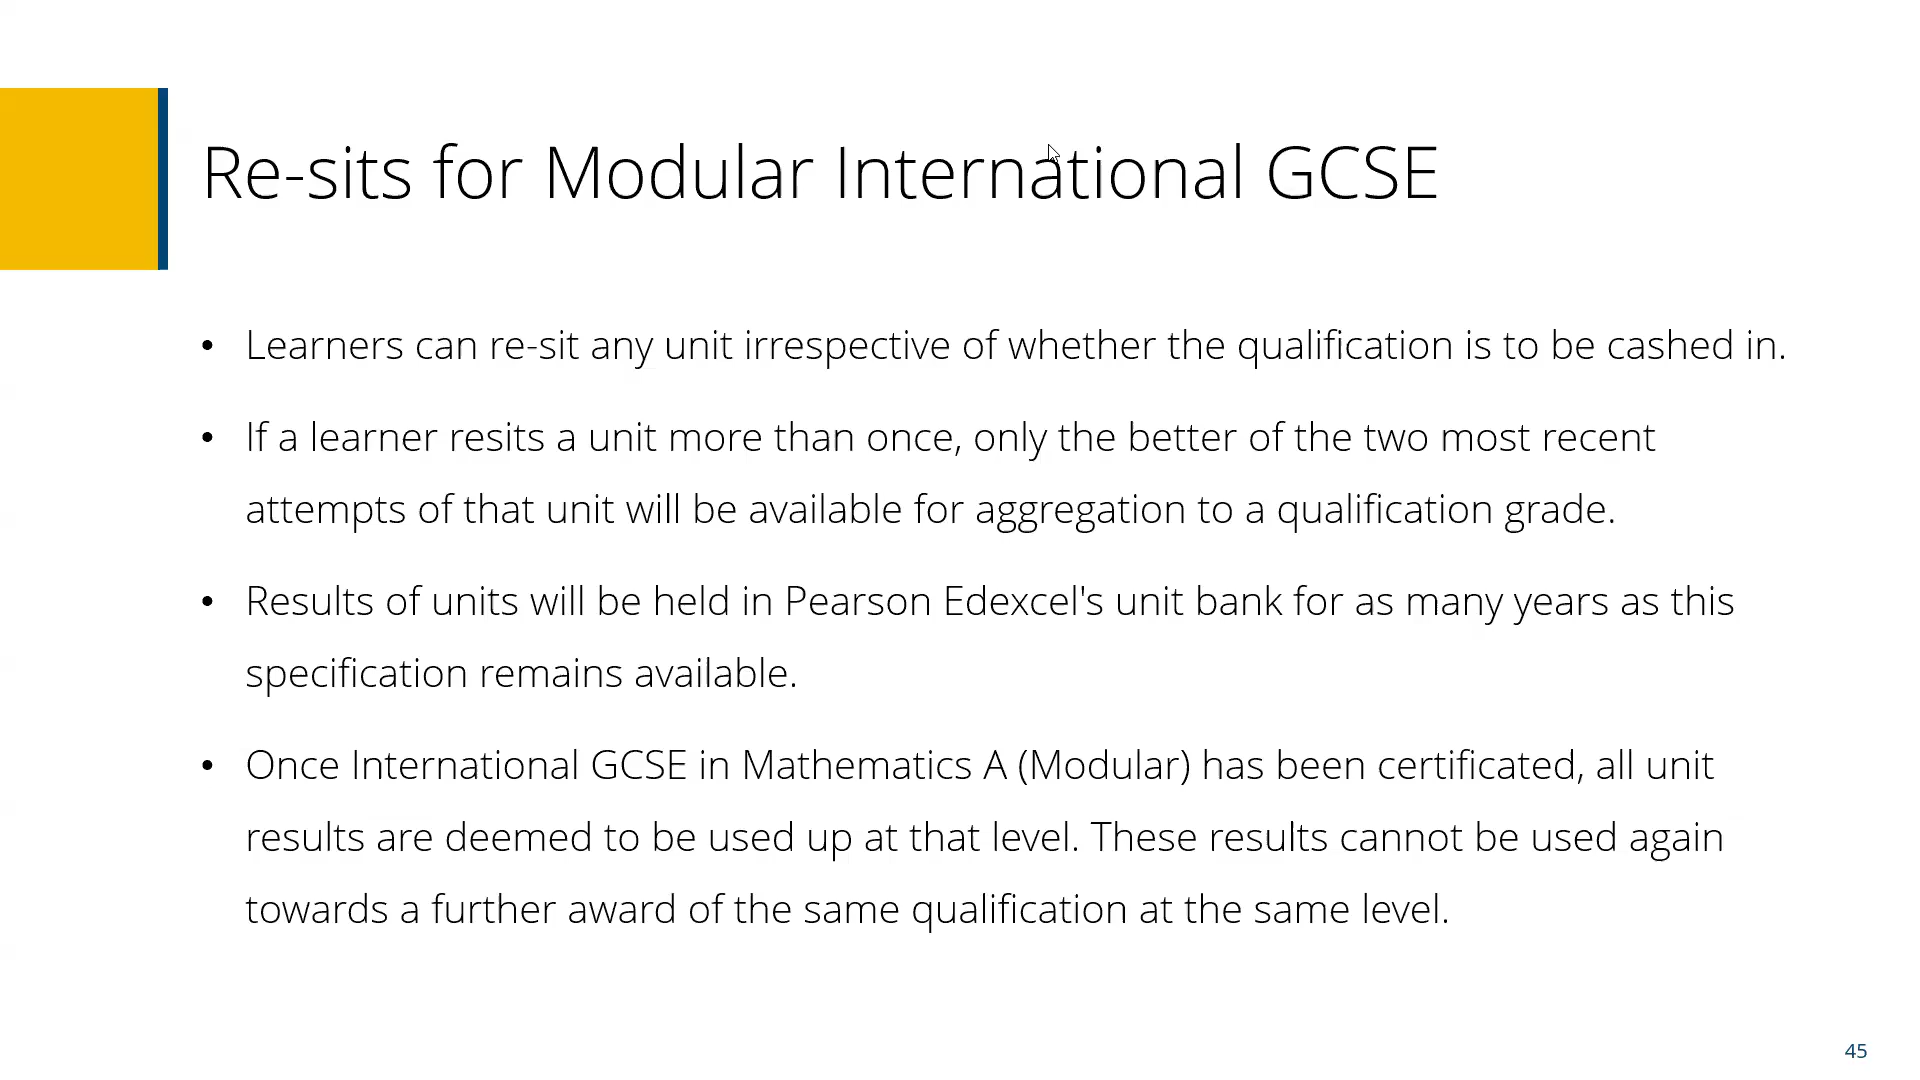 Re-sits for Modular International GCSE
• Learners can re-sit any unit irrespective of whether the qualification is to be cashed in.
• If a learner resits a unit more than once, only the better of the two most recent
attempts of that unit will be available for aggregation to a qualification grade.
• Results of units will be held in Pearson Edexcel's unit bank for as many years as this
specification remains available.
• Once International GCSE in Mathematics A (Modular) has been certificated, all unit
results are deemed to be used up at that level. These results cannot be used again
towards a further award of the same qualification at the same level.
45